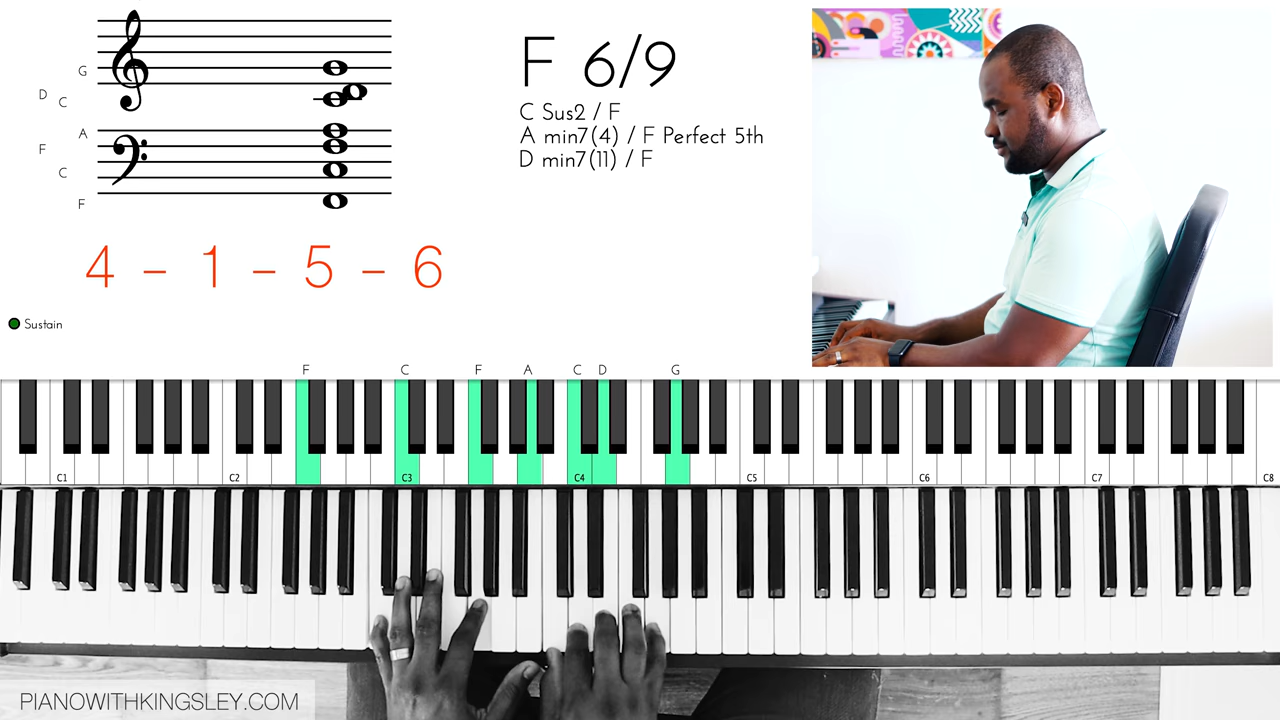 F 6/9
C Sus2 / F
A min7(4) / F Perfect 5th
D min7(11) / F
G
D C
A
F
C
F
4 – 1 – 5 – 6
Sustain
F C F A C D G
C1 C2 C3 C4 C5 C6 C7 C8
PIANOWITHKINGSLEY.COM